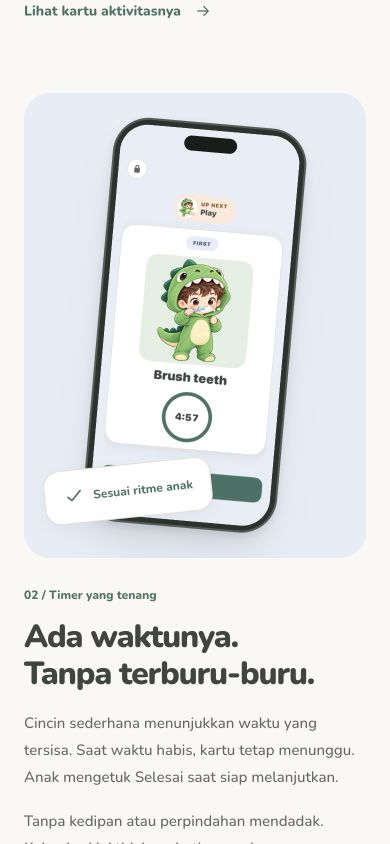 Lihat kartu aktivitasnya →
UP NEXT
Play
FIRST
Brush teeth
4:57
Sesuai ritme anak
02 / Timer yang tenang
Ada waktunya.
Tanpa terburu-buru.
Cincin sederhana menunjukkan waktu yang
tersisa. Saat waktu habis, kartu tetap menunggu.
Anak mengetuk Selesai saat siap melanjutkan.
Tanpa kedipan atau perpindahan mendadak.